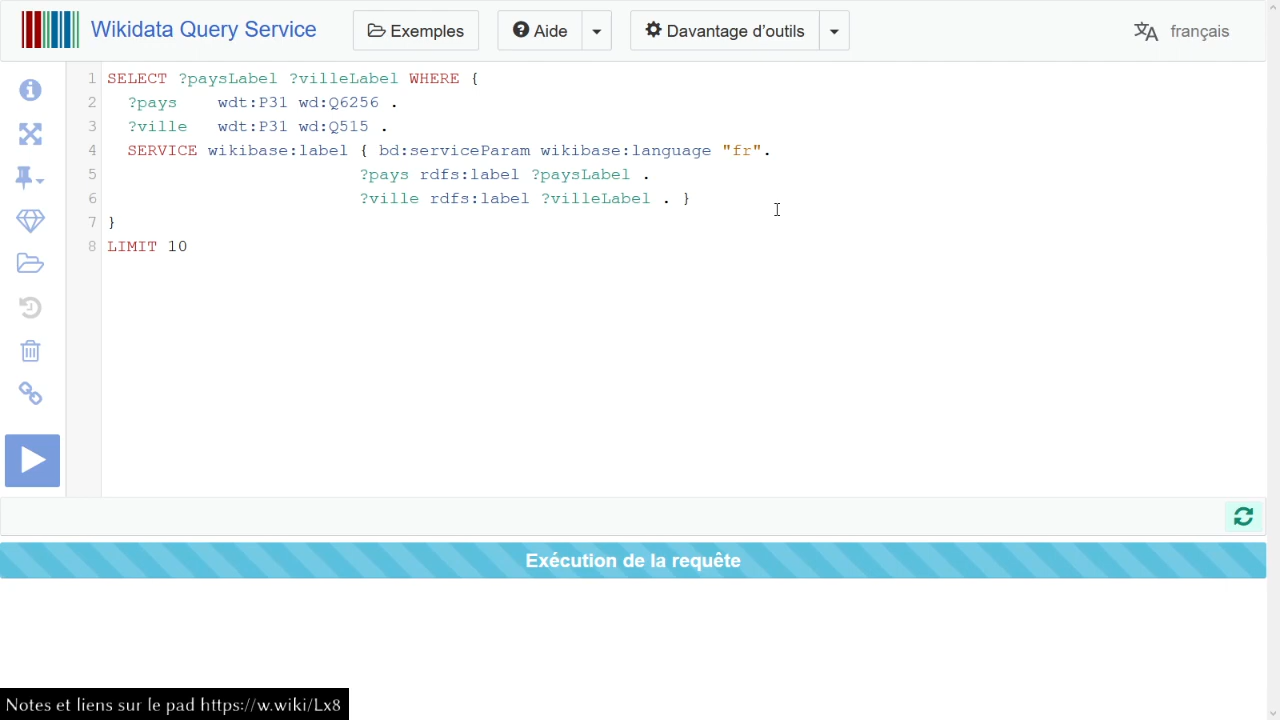 Wikidata Query Service
Exemples
Aide
Davantage d'outils
français
1 SELECT ?paysLabel ?villeLabel WHERE {
2 ?pays wdt:P31 wd:Q6256 .
3 ?ville wdt:P31 wd:Q515 .
4 SERVICE wikibase:label { bd:serviceParam wikibase:language "fr".
5 ?pays rdfs:label ?paysLabel .
6 ?ville rdfs:label ?villeLabel . }
7 }
8 LIMIT 10
Exécution de la requête
Notes et liens sur le pad https://w.wiki/Lx8